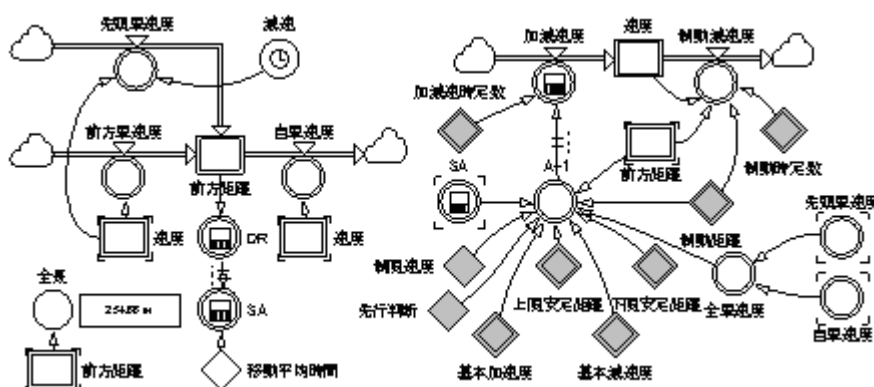 先頭車速度
減速
前方車速度
自車速度
前方距離
速度
DR
速度
全長
254.66 m
SA
前方距離
移動平均時間
加減速度
速度
制動減速度
加減速時定数
SA
A-1
前方距離
制動時定数
制動距離
先頭車速度
制限速度
先行判断
上限安定距離
下限安定距離
全車速度
自車速度
基本加速度
基本減速度